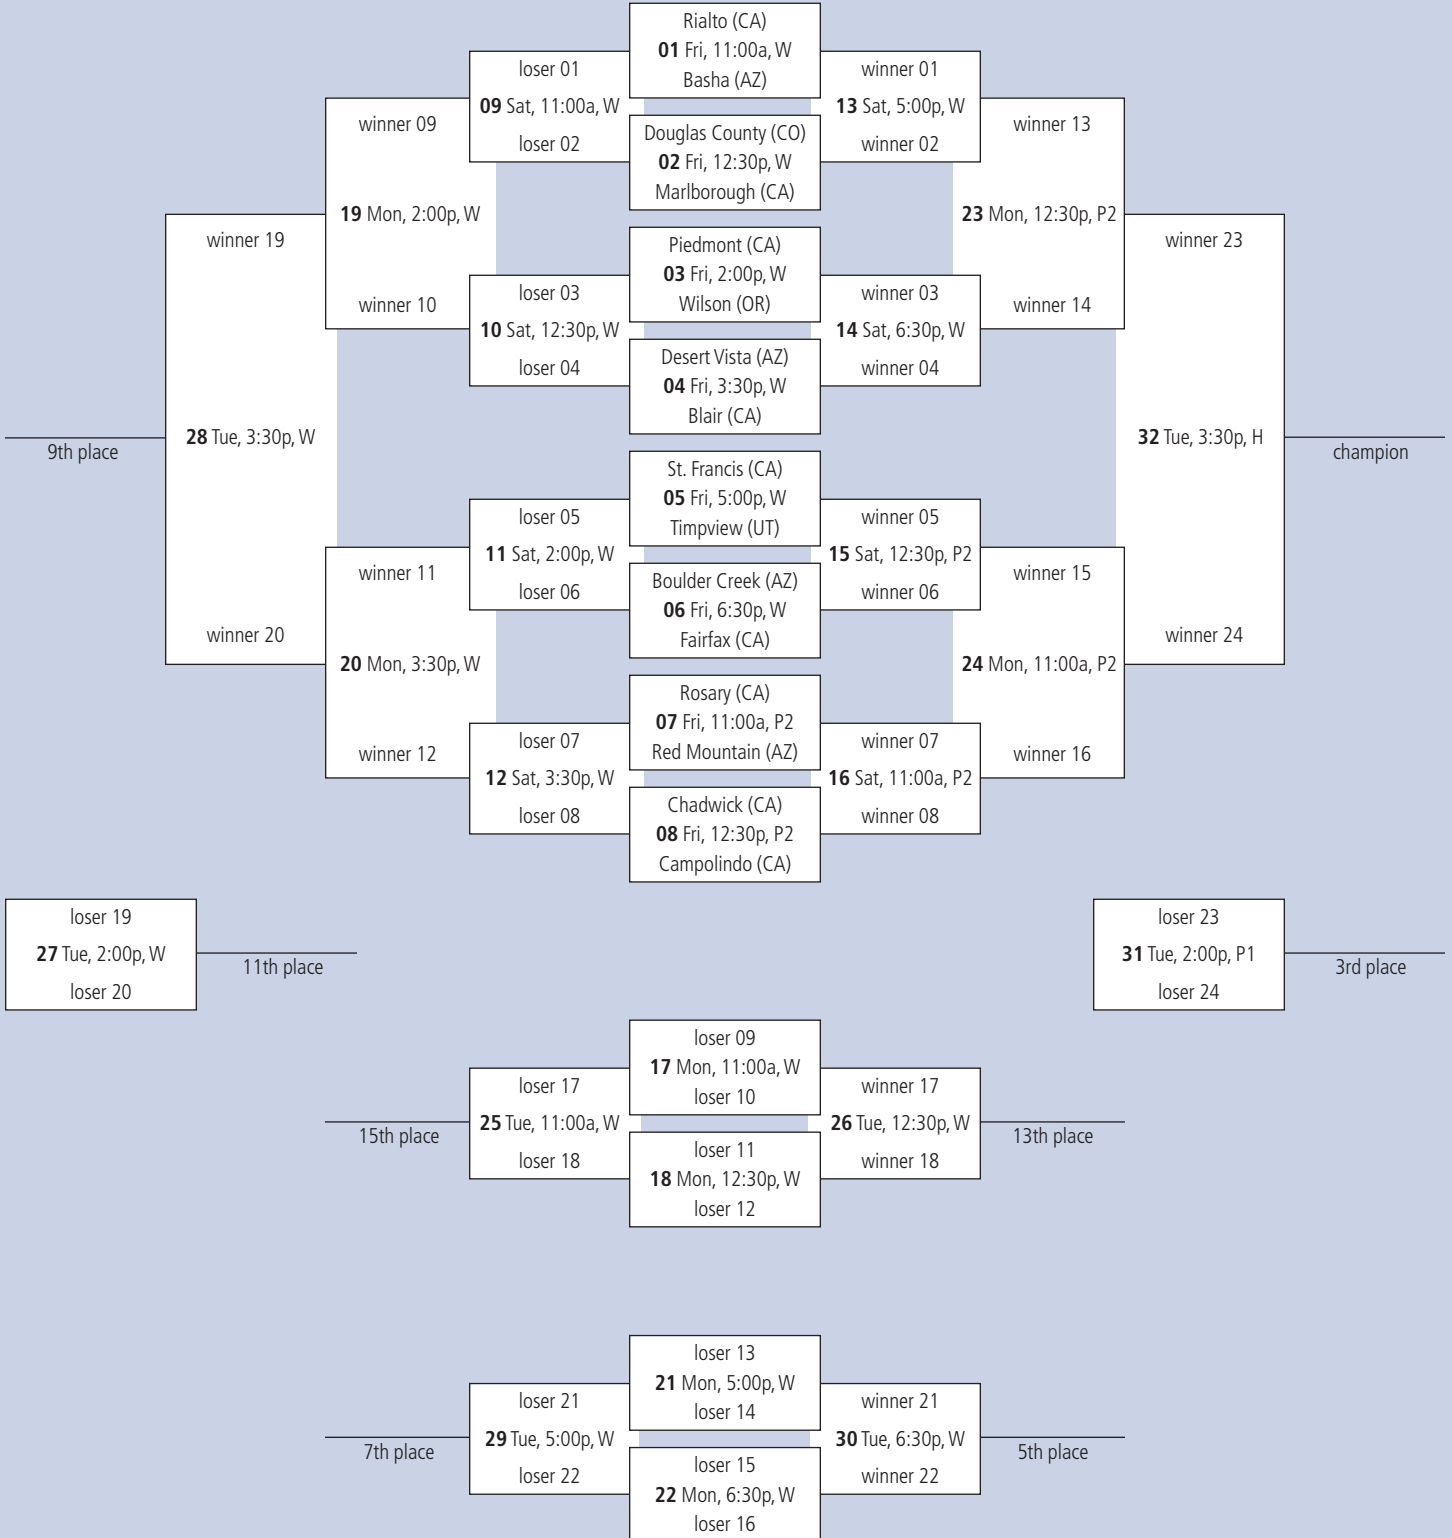 Rialto (CA)
01 Fri, 11:00a, W
Basha (AZ)
loser 01
09 Sat, 11:00a, W
loser 02
winner 01
13 Sat, 5:00p, W
winner 02
Douglas County (CO)
02 Fri, 12:30p, W
Marlborough (CA)
winner 09
19 Mon, 2:00p, W
winner 10
winner 13
23 Mon, 12:30p, P2
winner 14
Piedmont (CA)
03 Fri, 2:00p, W
Wilson (OR)
loser 03
10 Sat, 12:30p, W
loser 04
winner 03
14 Sat, 6:30p, W
winner 04
Desert Vista (AZ)
04 Fri, 3:30p, W
Blair (CA)
winner 19
28 Tue, 3:30p, W
winner 20
9th place
winner 23
32 Tue, 3:30p, H
winner 24
champion
St. Francis (CA)
05 Fri, 5:00p, W
Timpview (UT)
loser 05
11 Sat, 2:00p, W
loser 06
winner 05
15 Sat, 12:30p, P2
winner 06
Boulder Creek (AZ)
06 Fri, 6:30p, W
Fairfax (CA)
winner 11
20 Mon, 3:30p, W
winner 12
winner 15
24 Mon, 11:00a, P2
winner 16
Rosary (CA)
07 Fri, 11:00a, P2
Red Mountain (AZ)
loser 07
12 Sat, 3:30p, W
loser 08
winner 07
16 Sat, 11:00a, P2
winner 08
Chadwick (CA)
08 Fri, 12:30p, P2
Campolindo (CA)
loser 19
27 Tue, 2:00p, W
loser 20
11th place
loser 23
31 Tue, 2:00p, P1
loser 24
3rd place
loser 09
17 Mon, 11:00a, W
loser 10
loser 17
25 Tue, 11:00a, W
loser 18
15th place
winner 17
26 Tue, 12:30p, W
winner 18
13th place
loser 11
18 Mon, 12:30p, W
loser 12
loser 13
21 Mon, 5:00p, W
loser 14
loser 21
29 Tue, 5:00p, W
loser 22
7th place
winner 21
30 Tue, 6:30p, W
winner 22
5th place
loser 15
22 Mon, 6:30p, W
loser 16